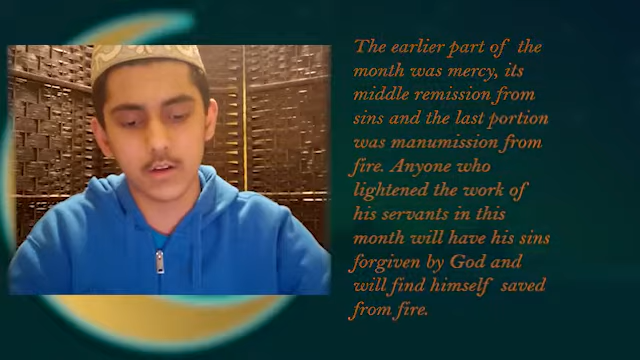 The earlier part of the
month was mercy, its
middle remission from
sins and the last portion
was manumission from
fire. Anyone who
lightened the work of
his servants in this
month will have his sins
forgiven by God and
will find himself saved
from fire.